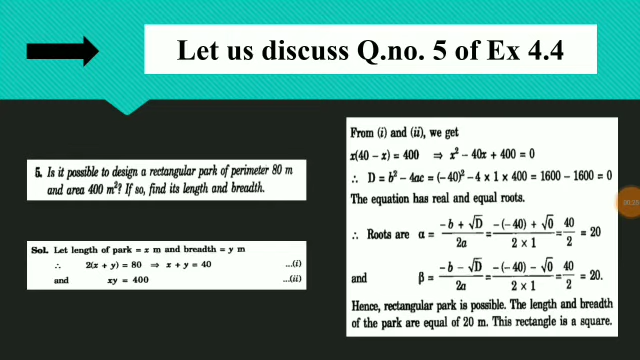 Let us discuss Q.no. 5 of Ex 4.4
5. Is it possible to design a rectangular park of perimeter 80 m
and area 400 m²? If so, find its length and breadth.
Sol. Let length of park = x m and breadth = y m
∴ 2(x + y) = 80 ⇒ x + y = 40 ...(i)
and xy = 400 ...(ii)
From (i) and (ii), we get
x(40 − x) = 400 ⇒ x² − 40x + 400 = 0
∴ D = b² − 4ac = (−40)² − 4 × 1 × 400 = 1600 − 1600 = 0
The equation has real and equal roots.
∴ Roots are α = (−b + √D)/2a = (−(−40) + √0)/(2 × 1) = 40/2 = 20
and β = (−b − √D)/2a = (−(−40) − √0)/(2 × 1) = 40/2 = 20.
Hence, rectangular park is possible. The length and breadth
of the park are equal of 20 m. This rectangle is a square.